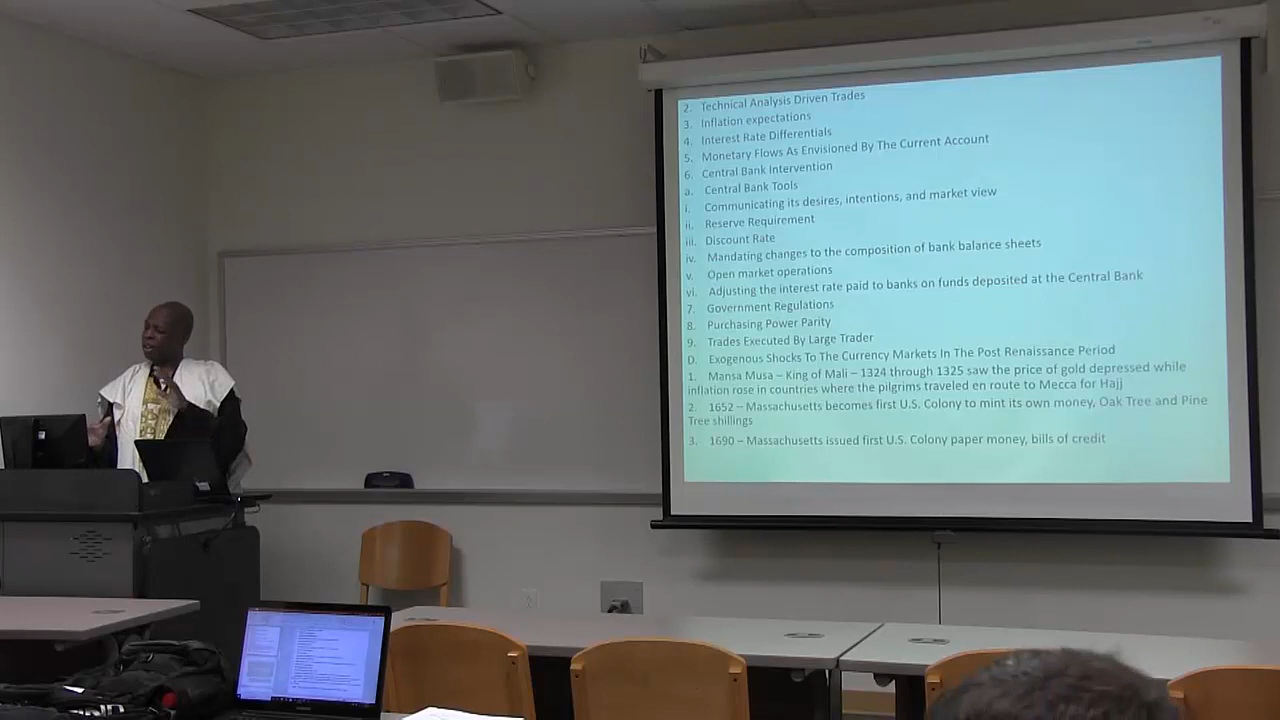 2. Technical Analysis Driven Trades
3. Inflation expectations
4. Interest Rate Differentials
5. Monetary Flows As Envisioned By The Current Account
6. Central Bank Intervention
a. Central Bank Tools
i. Communicating its desires, intentions, and market view
ii. Reserve Requirement
iii. Discount Rate
iv. Mandating changes to the composition of bank balance sheets
v. Open market operations
vi. Adjusting the interest rate paid to banks on funds deposited at the Central Bank
7. Government Regulations
8. Purchasing Power Parity
9. Trades Executed By Large Trader
D. Exogenous Shocks To The Currency Markets In The Post Renaissance Period
1. Mansa Musa – King of Mali – 1324 through 1325 saw the price of gold depressed while
inflation rose in countries where the pilgrims traveled en route to Mecca for Hajj
2. 1652 – Massachusetts becomes first U.S. Colony to mint its own money, Oak Tree and Pine
Tree shillings
3. 1690 – Massachusetts issued first U.S. Colony paper money, bills of credit